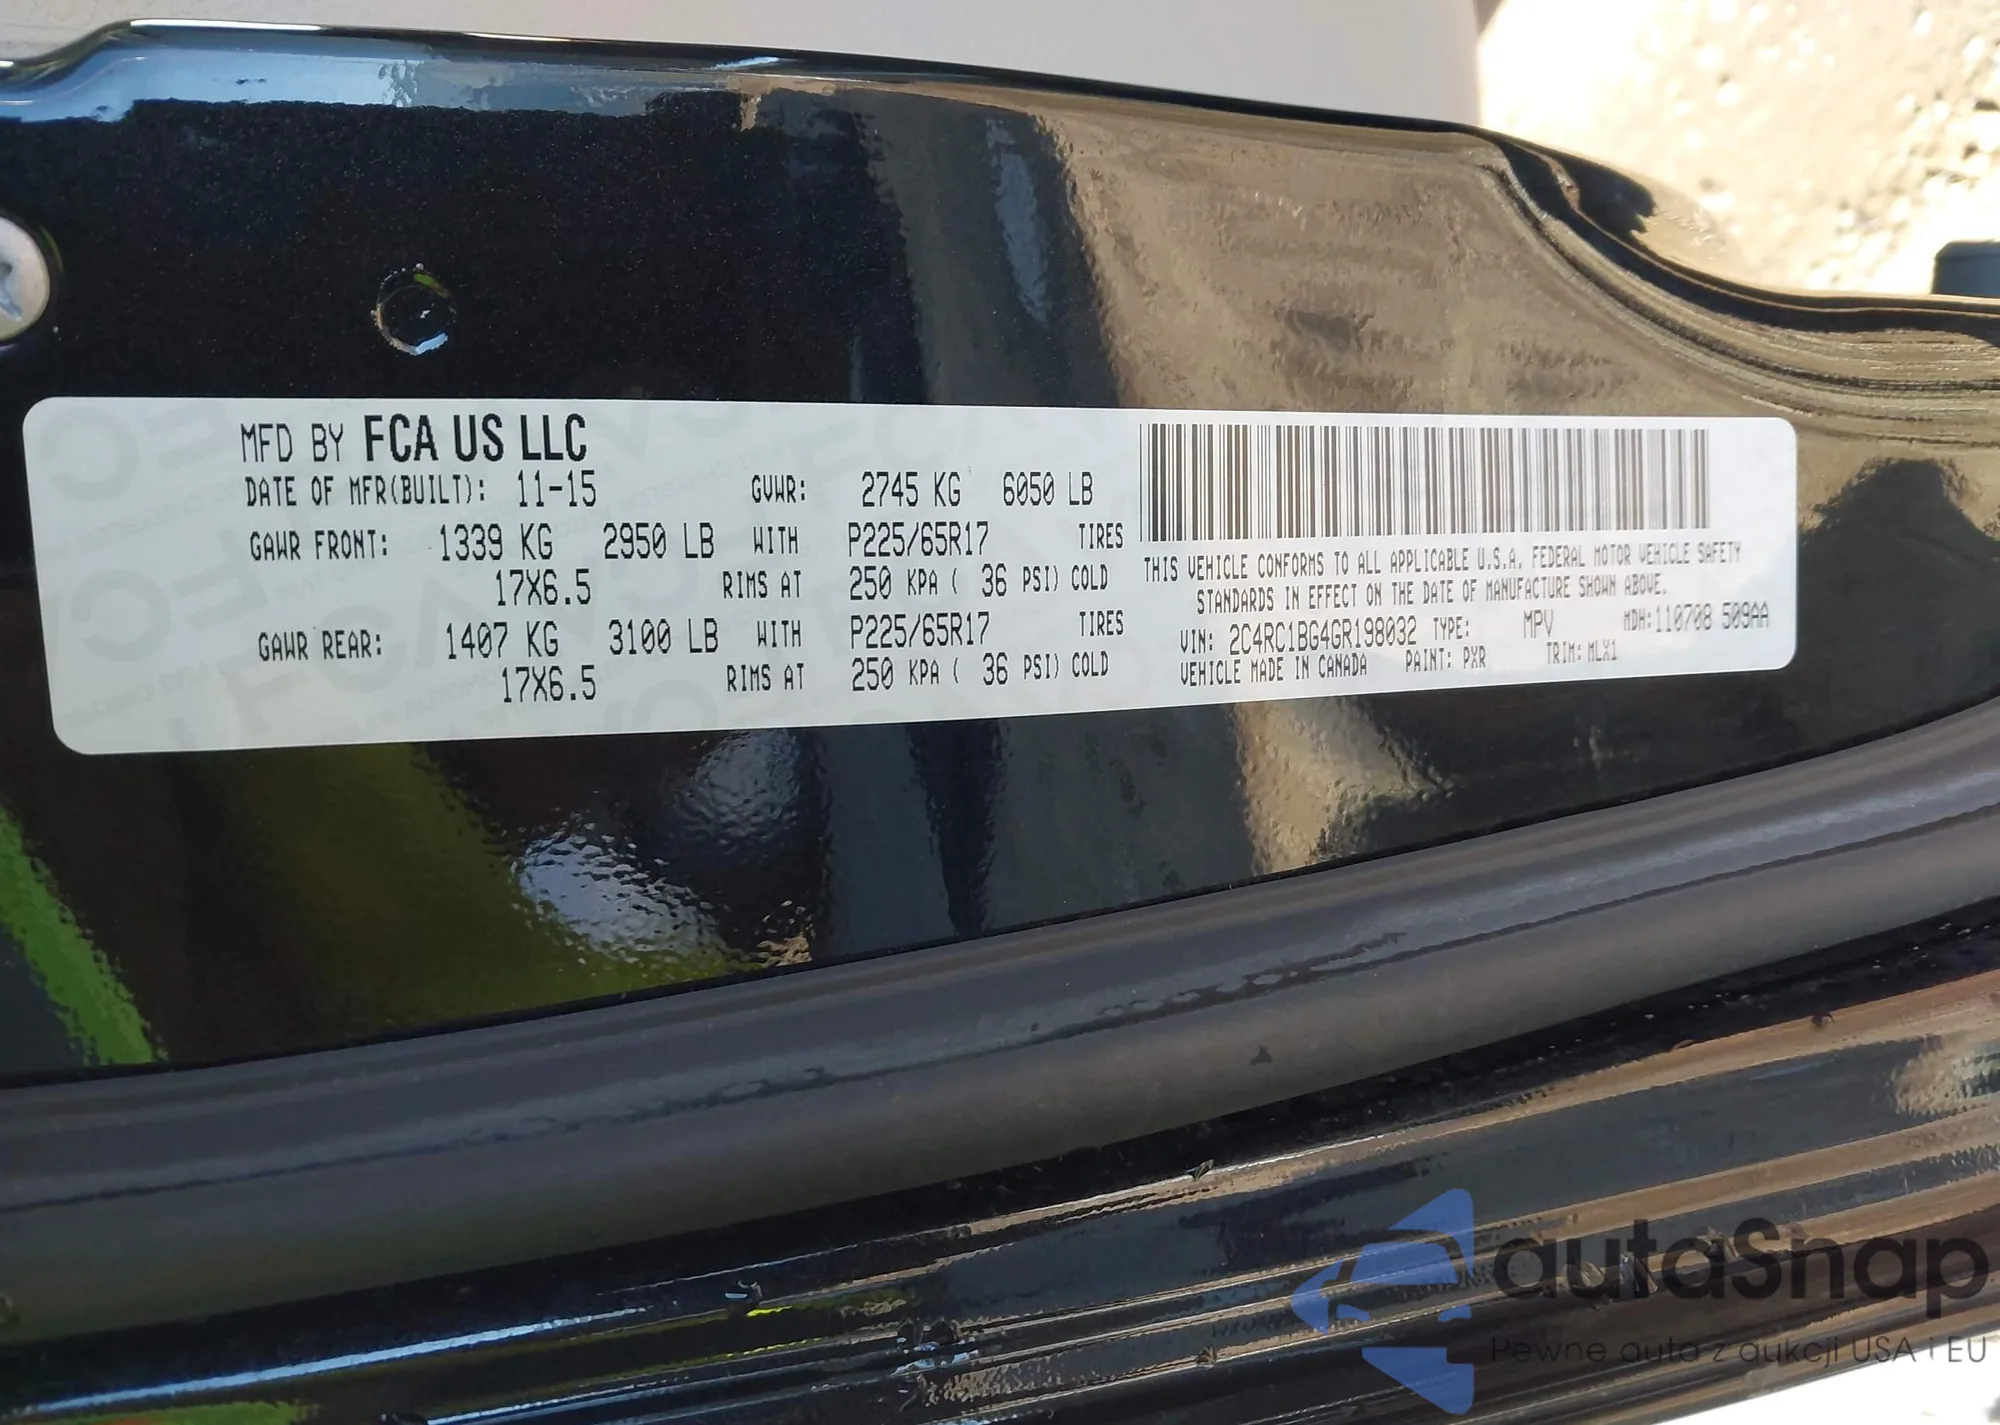 MFD BY FCA US LLC
DATE OF MFR(BUILT): 11-15 GVWR: 2745 KG 6050 LB
GAWR FRONT: 1339 KG 2950 LB WITH P225/65R17 TIRES
17X6.5 RIMS AT 250 KPA ( 36 PSI) COLD
GAWR REAR: 1407 KG 3100 LB WITH P225/65R17 TIRES
17X6.5 RIMS AT 250 KPA ( 36 PSI) COLD
THIS VEHICLE CONFORMS TO ALL APPLICABLE U.S.A. FEDERAL MOTOR VEHICLE SAFETY
STANDARDS IN EFFECT ON THE DATE OF MANUFACTURE SHOWN ABOVE.
VIN: 2C4RC1BG4GR198032 TYPE: MPV MDH: 110708 509AA
VEHICLE MADE IN CANADA PAINT: PXR TRIM: MLX1
autaSnap
Pewne auta z aukcji USA i EU